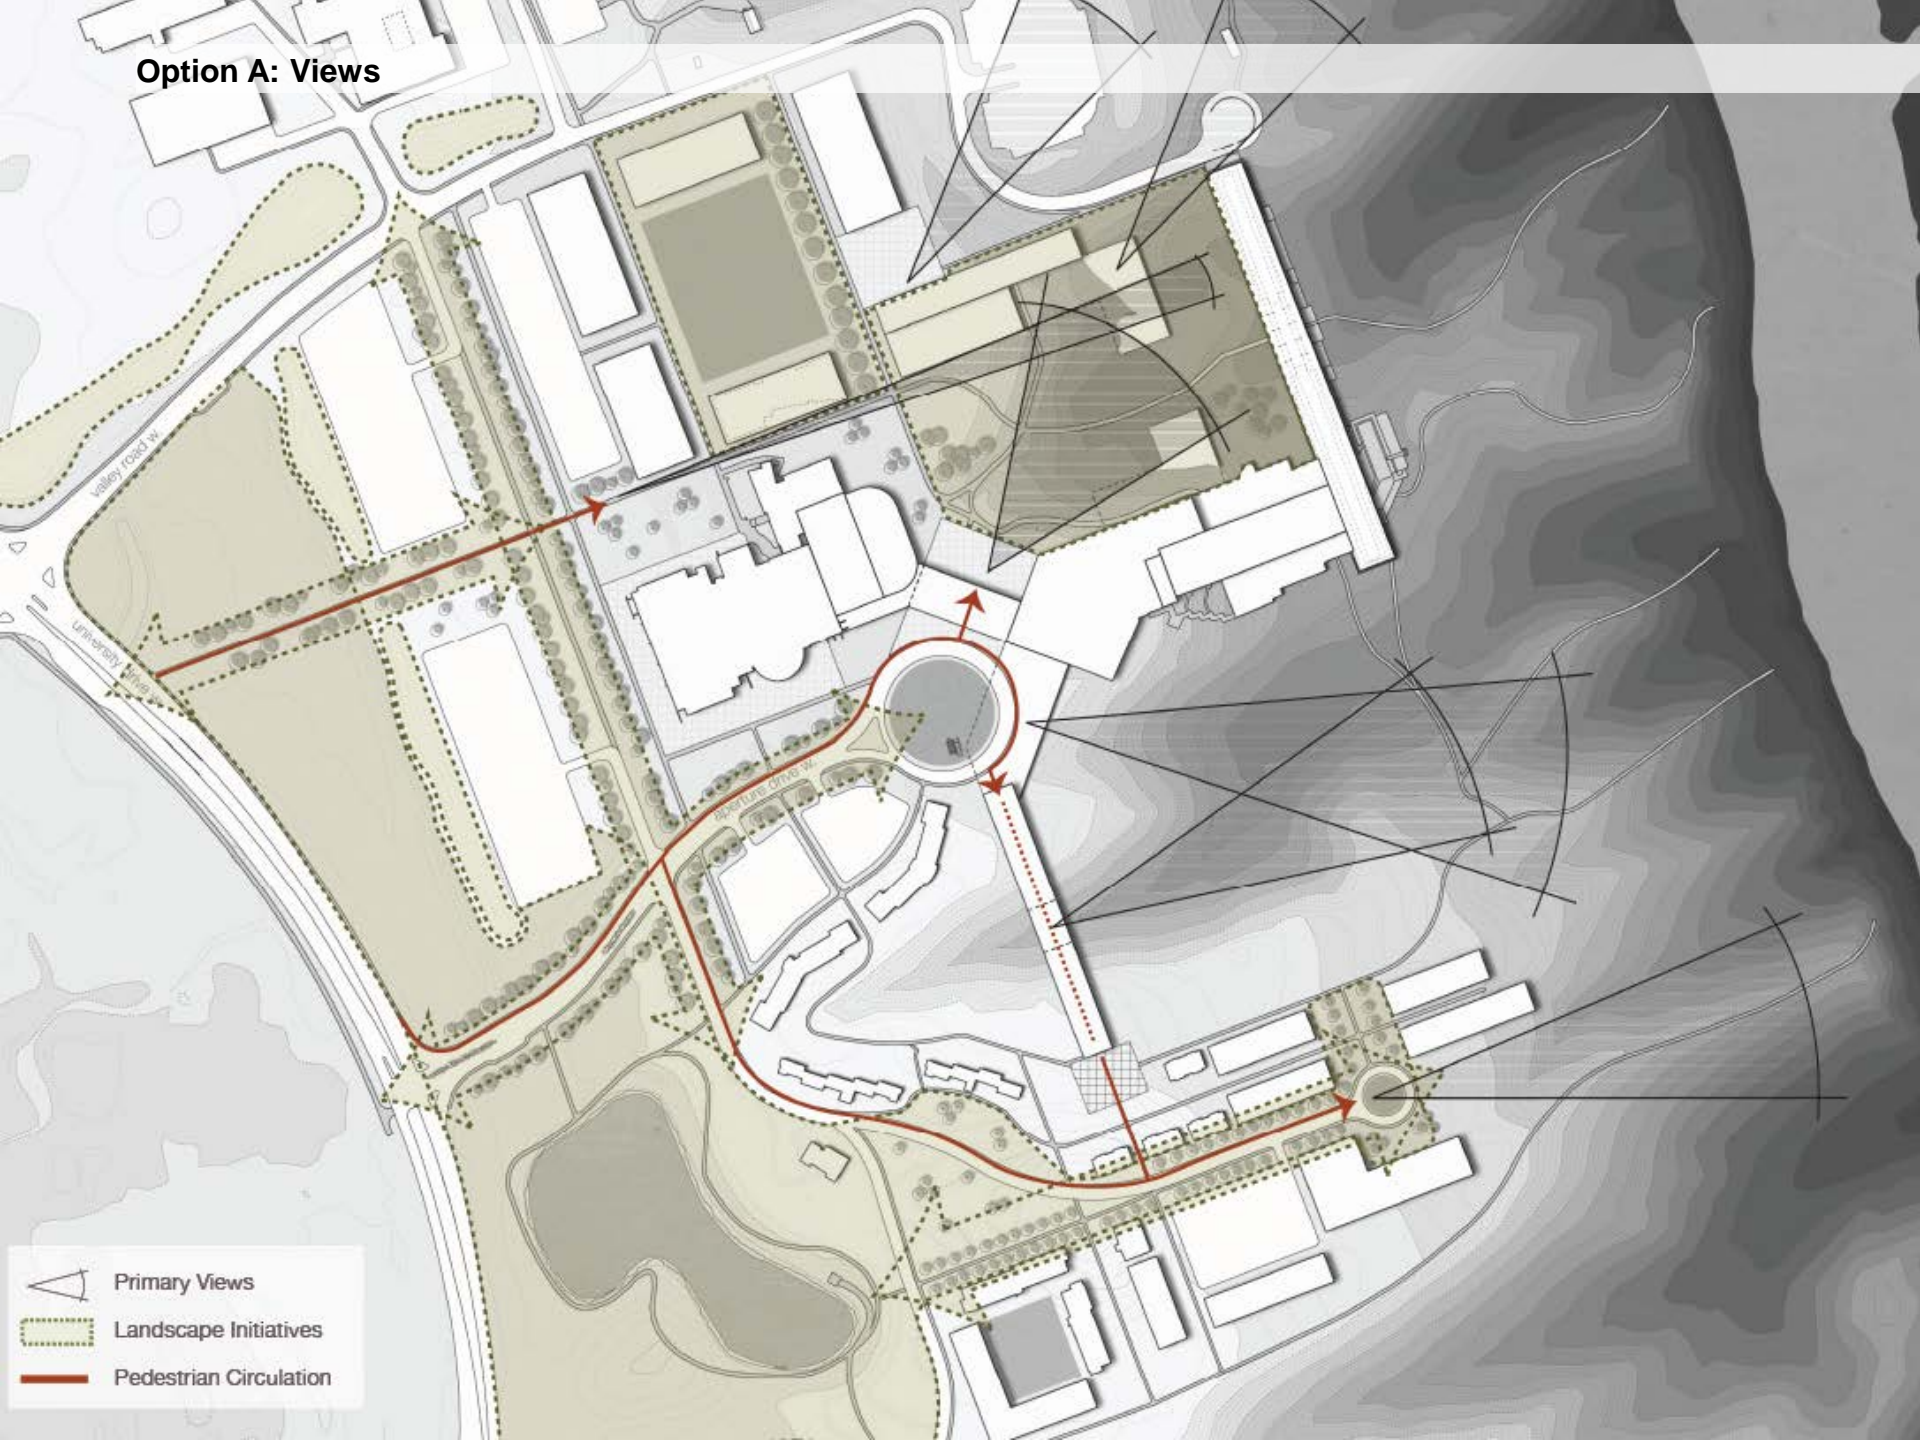 Option A: Views
valley road w.
university drive w.
aperture drive w.
Primary Views
Landscape Initiatives
Pedestrian Circulation